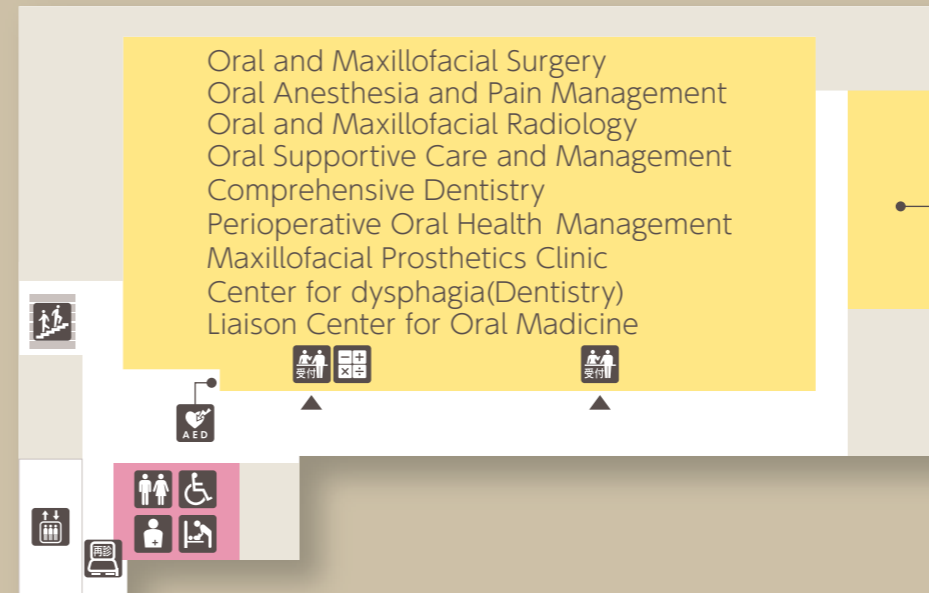 Oral and Maxillofacial Surgery
Oral Anesthesia and Pain Management
Oral and Maxillofacial Radiology
Oral Supportive Care and Management
Comprehensive Dentistry
Perioperative Oral Health Management
Maxillofacial Prosthetics Clinic
Center for dysphagia(Dentistry)
Liaison Center for Oral Madicine
受付
受付
AED
再診